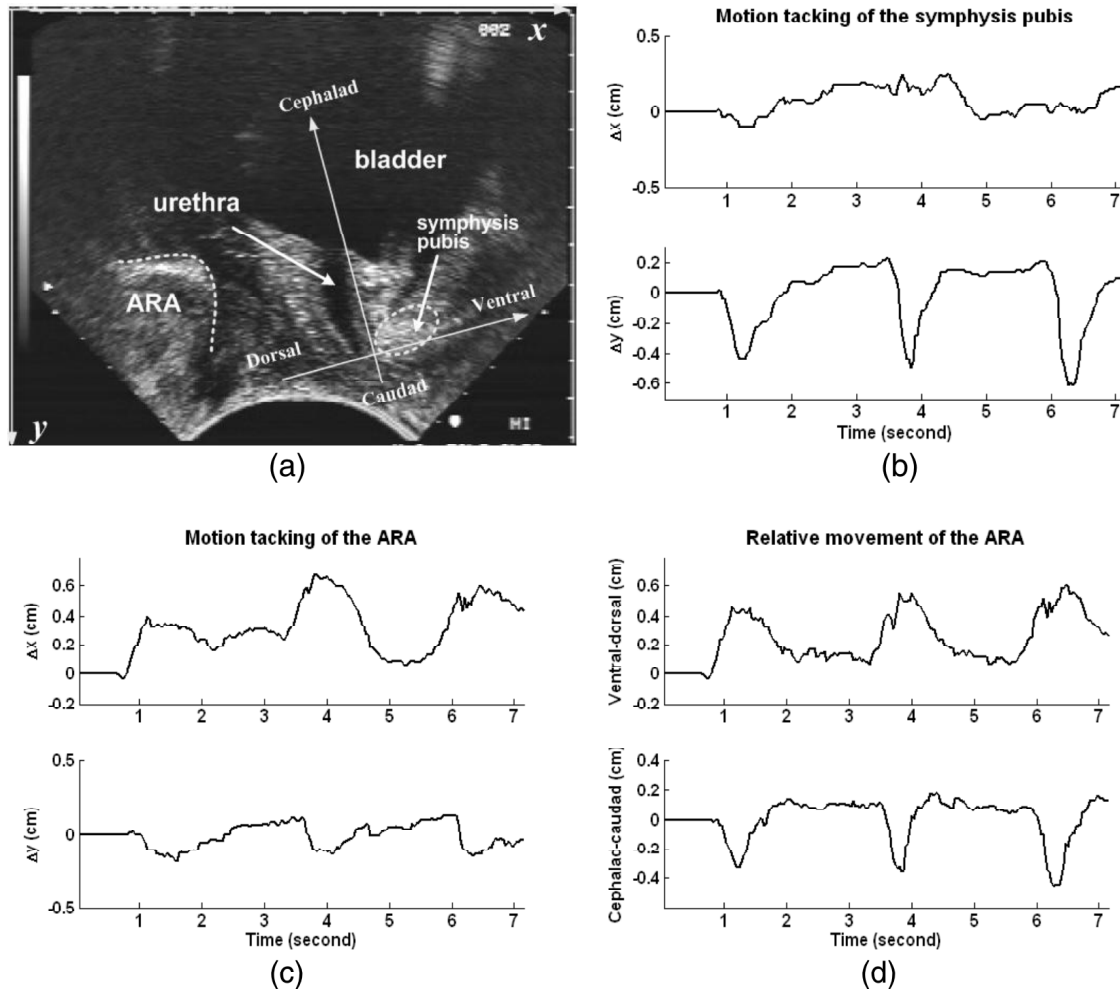 002
x
Cephalad
bladder
urethra
symphysis
pubis
ARA
Ventral
Dorsal
Caudad
y
MI
(a)
Motion tacking of the symphysis pubis
0.5
0
-0.5
Δx (cm)
1 2 3 4 5 6 7
0.2
0
-0.2
-0.4
-0.6
Δy (cm)
1 2 3 4 5 6 7
Time (second)
(b)
Motion tacking of the ARA
0.6
0.4
0.2
0
-0.2
Δx (cm)
1 2 3 4 5 6 7
0.5
0
-0.5
Δy (cm)
1 2 3 4 5 6 7
Time (second)
(c)
Relative movement of the ARA
0.6
0.4
0.2
0
-0.2
Ventral-dorsal (cm)
1 2 3 4 5 6 7
0.4
0.2
0
-0.2
-0.4
Cephalac-caudad (cm)
1 2 3 4 5 6 7
Time (second)
(d)